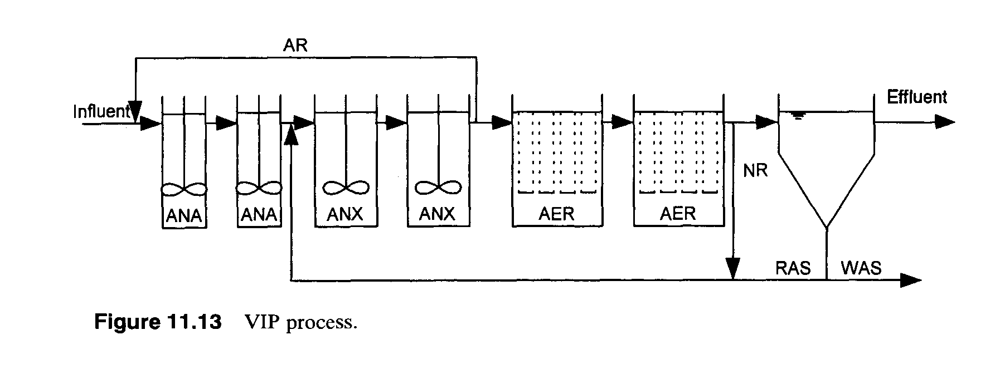 AR
Influent
Effluent
NR
ANA
ANA
ANX
ANX
AER
AER
RAS
WAS
Figure 11.13 VIP process.